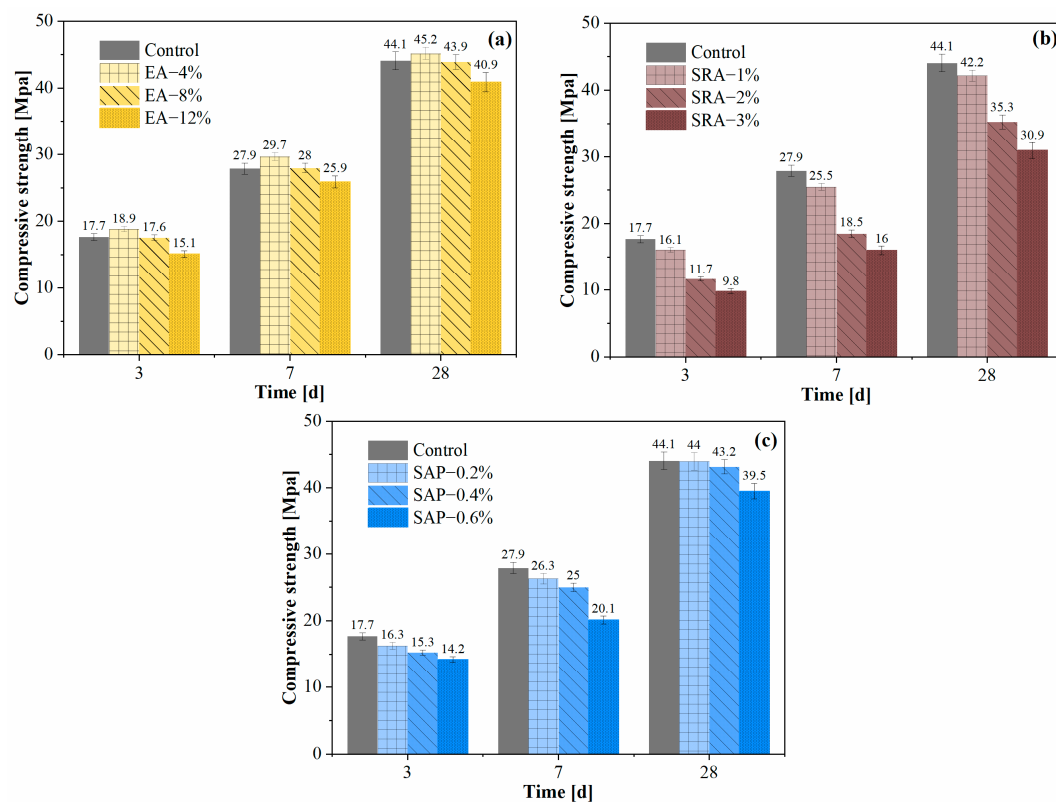 (a)
Compressive strength [Mpa]
50
40
30
20
10
0
Control
EA−4%
EA−8%
EA−12%
17.7 18.9 17.6 15.1
27.9 29.7 28 25.9
44.1 45.2 43.9 40.9
3 7 28
Time [d]
(b)
Compressive strength [Mpa]
50
40
30
20
10
0
Control
SRA−1%
SRA−2%
SRA−3%
17.7 16.1 11.7 9.8
27.9 25.5 18.5 16
44.1 42.2 35.3 30.9
3 7 28
Time [d]
(c)
Compressive strength [Mpa]
50
40
30
20
10
0
Control
SAP−0.2%
SAP−0.4%
SAP−0.6%
17.7 16.3 15.3 14.2
27.9 26.3 25 20.1
44.1 44 43.2 39.5
3 7 28
Time [d]